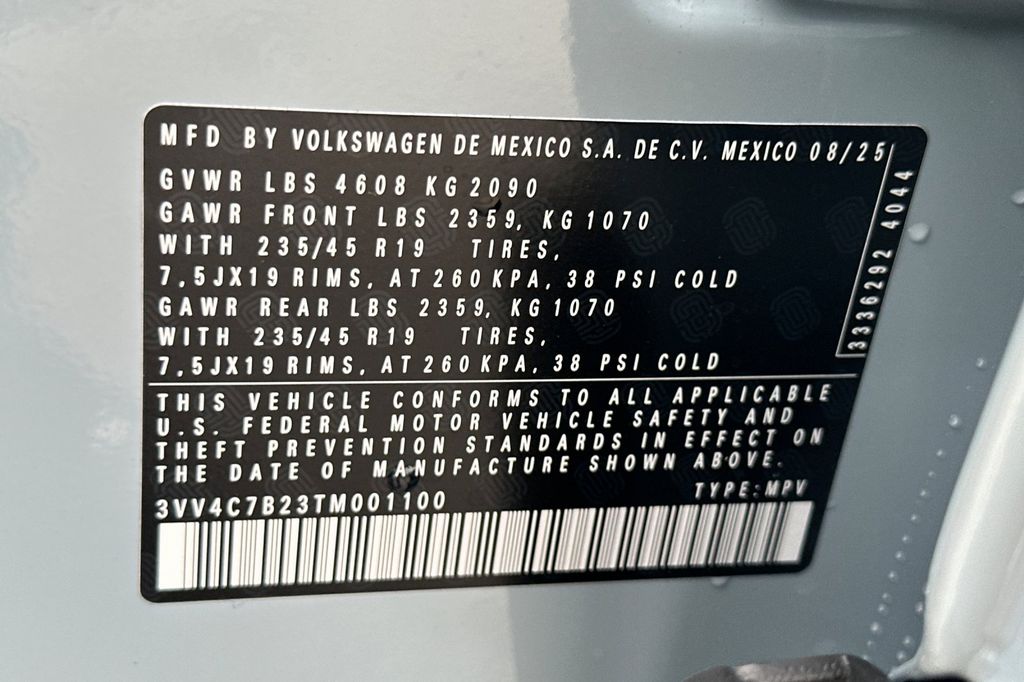 MFD BY VOLKSWAGEN DE MEXICO S.A. DE C.V. MEXICO 08/25
GVWR LBS 4608 KG 2090
GAWR FRONT LBS 2359, KG 1070
WITH 235/45 R19 TIRES,
7,5JX19 RIMS, AT 260 KPA, 38 PSI COLD
GAWR REAR LBS 2359, KG 1070
WITH 235/45 R19 TIRES,
7,5JX19 RIMS, AT 260 KPA, 38 PSI COLD
3336292 4044
THIS VEHICLE CONFORMS TO ALL APPLICABLE
U.S. FEDERAL MOTOR VEHICLE SAFETY AND
THEFT PREVENTION STANDARDS IN EFFECT ON
THE DATE OF MANUFACTURE SHOWN ABOVE.
3VV4C7B23TM001100 TYPE: MPV